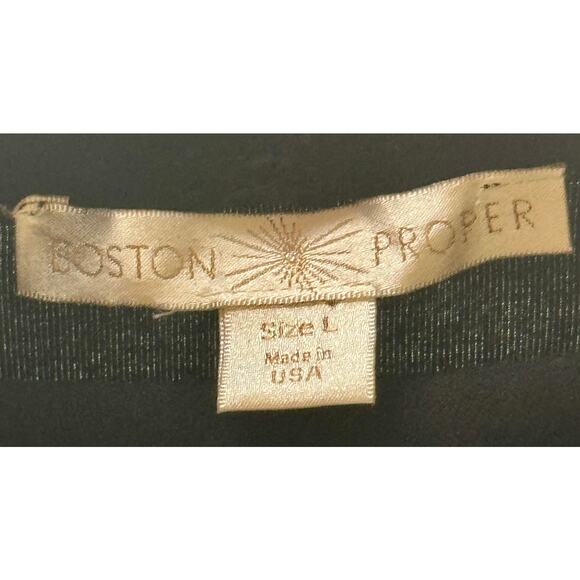 BOSTON PROPER
Size L
Made in
USA